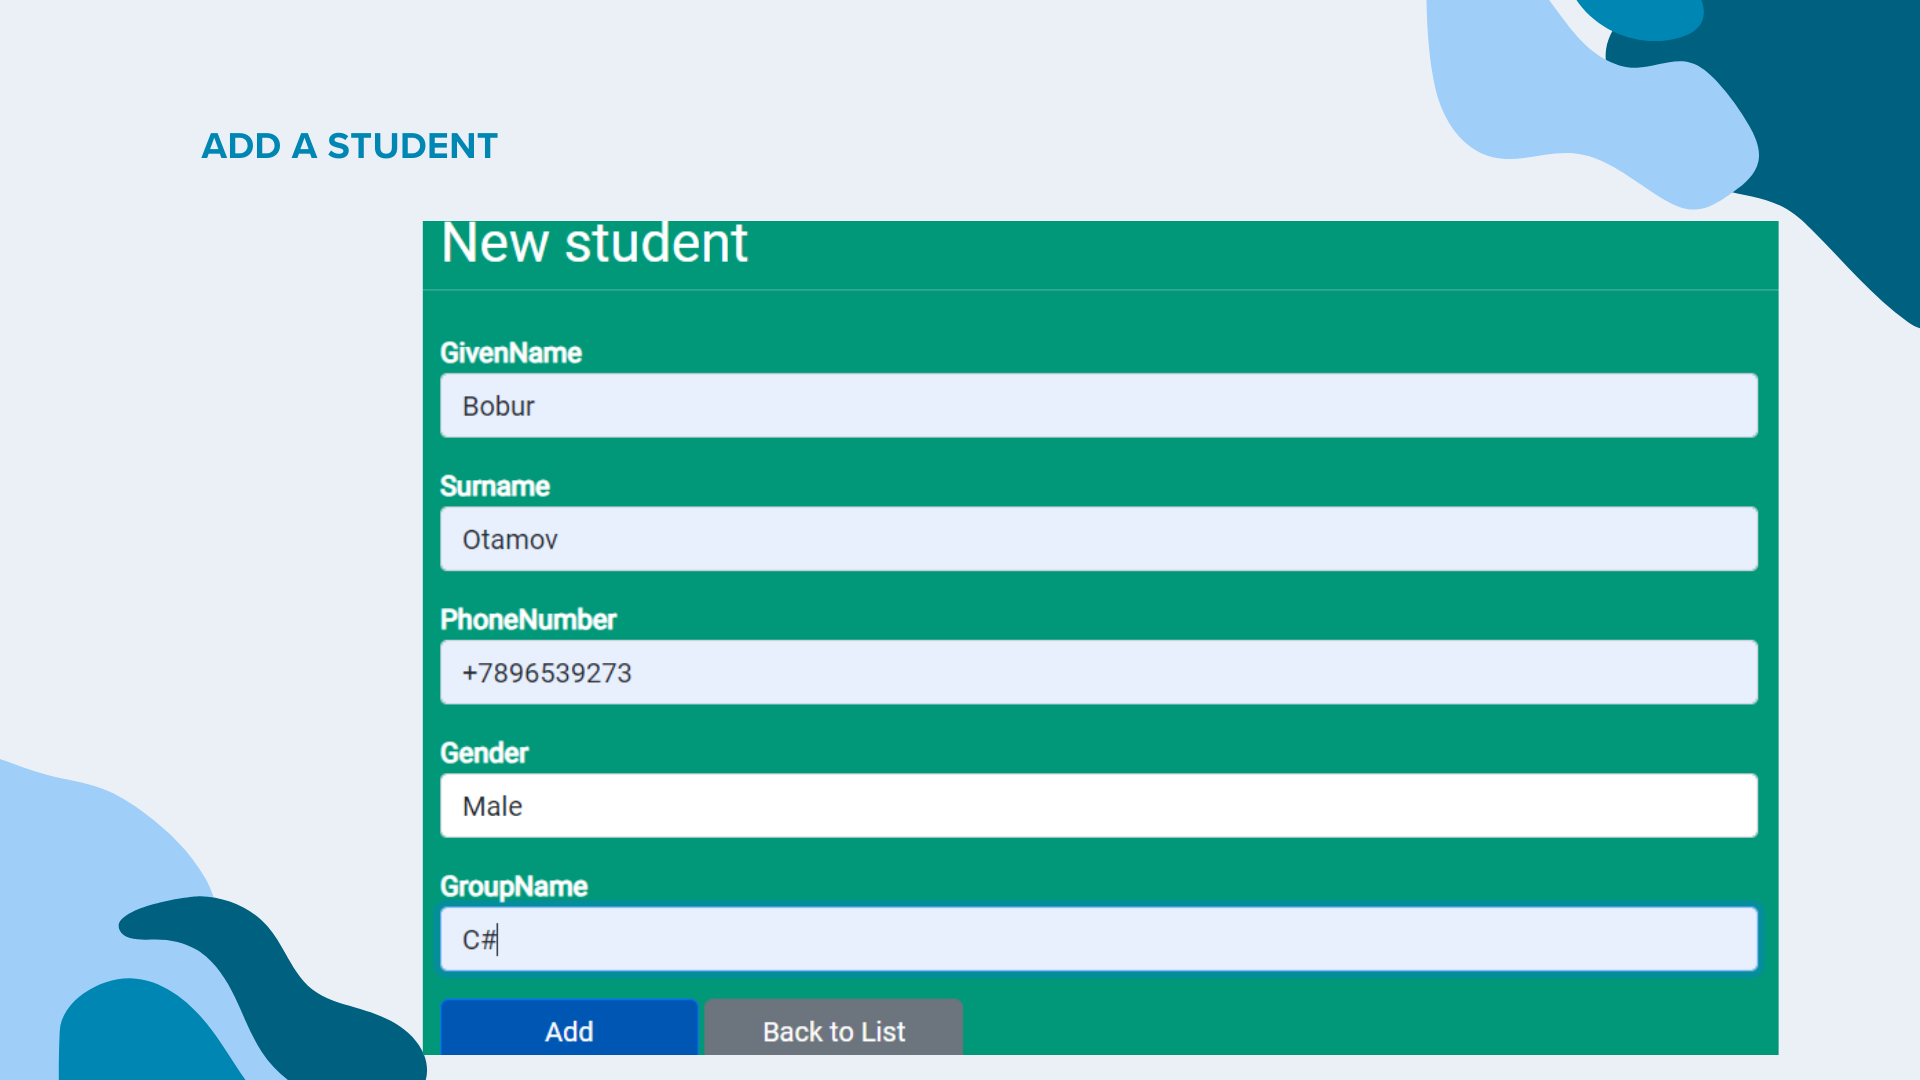 ADD A STUDENT
New student
GivenName
Bobur
Surname
Otamov
PhoneNumber
+7896539273
Gender
Male
GroupName
C#
Add Back to List